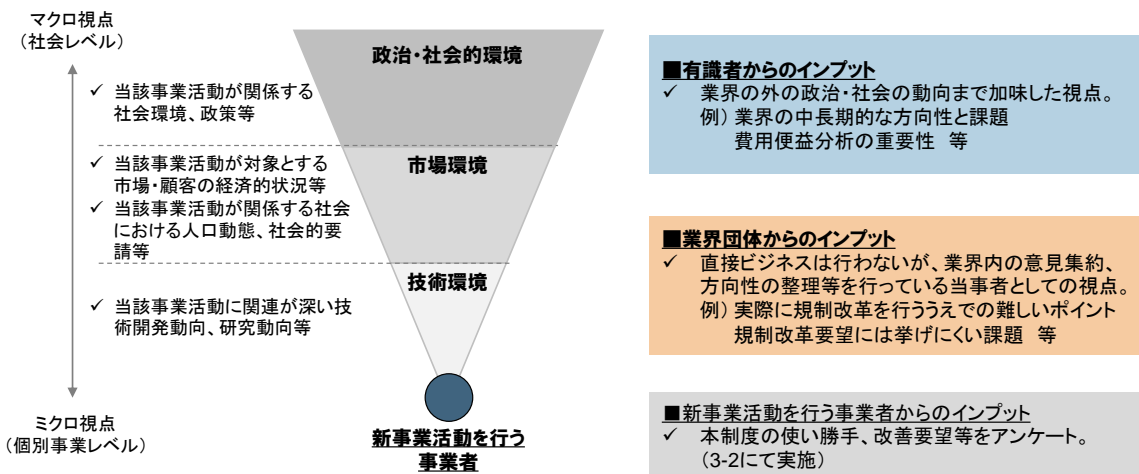 マクロ視点
（社会レベル）
✓ 当該事業活動が関係する
社会環境、政策等
✓ 当該事業活動が対象とする
市場・顧客の経済的状況等
✓ 当該事業活動が関係する社会
における人口動態、社会的要
請等
✓ 当該事業活動に関連が深い技
術開発動向、研究動向等
ミクロ視点
（個別事業レベル）
政治・社会的環境
市場環境
技術環境
新事業活動を行う
事業者
■有識者からのインプット
✓ 業界の外の政治・社会の動向まで加味した視点。
例）業界の中長期的な方向性と課題
費用便益分析の重要性　等
■業界団体からのインプット
✓ 直接ビジネスは行わないが、業界内の意見集約、
方向性の整理等を行っている当事者としての視点。
例）実際に規制改革を行ううえでの難しいポイント
規制改革要望には挙げにくい課題　等
■新事業活動を行う事業者からのインプット
✓ 本制度の使い勝手、改善要望等をアンケート。
（3-2にて実施）